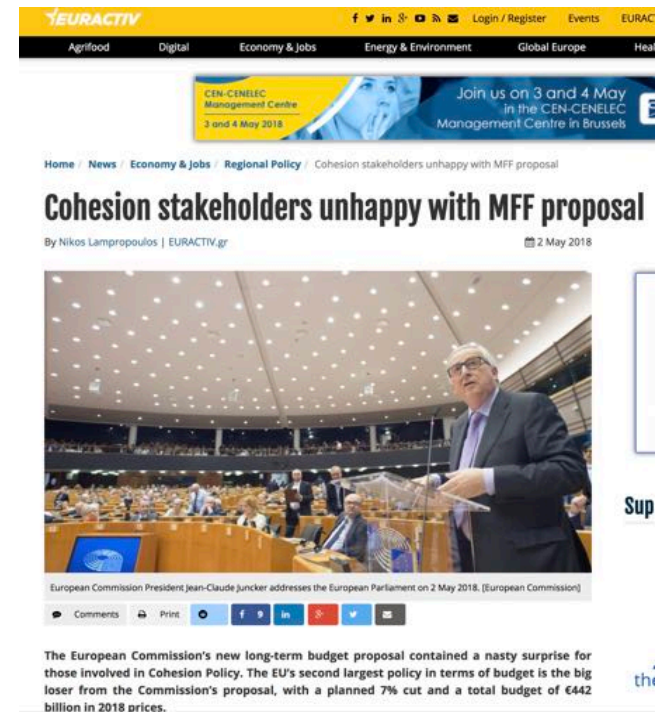 EURACTIV
Login / Register Events EURAC
Agrifood Digital Economy & Jobs Energy & Environment Global Europe Heal
CEN-CENELEC
Management Centre
3 and 4 May 2018
Join us on 3 and 4 May
in the CEN-CENELEC
Management Centre in Brussels
Home / News / Economy & Jobs / Regional Policy / Cohesion stakeholders unhappy with MFF proposal
Cohesion stakeholders unhappy with MFF proposal
By Nikos Lampropoulos | EURACTIV.gr 2 May 2018
European Commission President Jean-Claude Juncker addresses the European Parliament on 2 May 2018. [European Commission]
Comments Print 9
The European Commission's new long-term budget proposal contained a nasty surprise for
those involved in Cohesion Policy. The EU's second largest policy in terms of budget is the big
loser from the Commission's proposal, with a planned 7% cut and a total budget of €442
billion in 2018 prices.
Sup
the